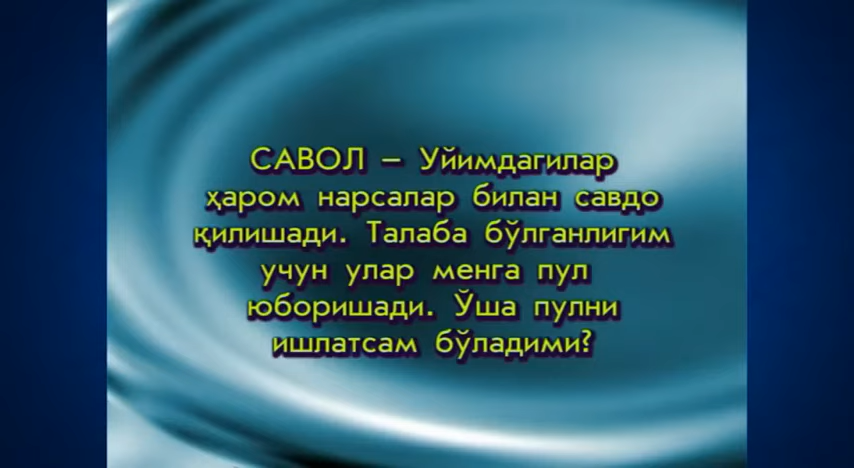 САВОЛ – Уйимдагилар
ҳаром нарсалар билан савдо
қилишади. Талаба бўлганлигим
учун улар менга пул
юборишади. Ўша пулни
ишлатсам бўладими?